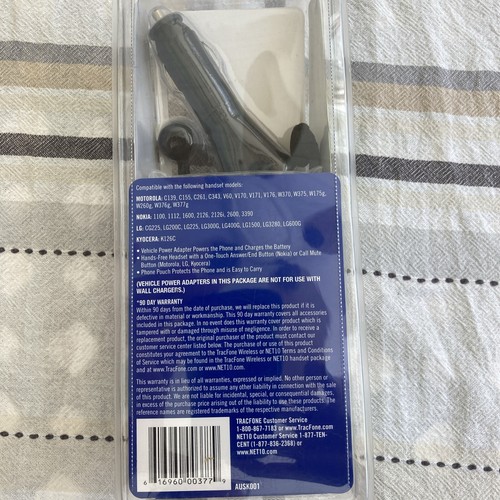 Compatible with the following handset models:
MOTOROLA: C139, C155, C261, C343, V60, V170, V171, V176, W370, W375, W175g,
W260g, W376g, W377g
NOKIA: 1100, 1112, 1600, 2126, 2126i, 2600, 3390
LG: CG225, LG200C, LG225, LG300G, LG400G, LG1500, LG3280, LG600G
KYOCERA: K126C
• Vehicle Power Adapter Powers the Phone and Charges the Battery
• Hands-Free Headset with a One-Touch Answer/End Button (Nokia) or Call Mute
Button (Motorola, LG, Kyocera)
• Phone Pouch Protects the Phone and is Easy to Carry
(VEHICLE POWER ADAPTERS IN THIS PACKAGE ARE NOT FOR USE WITH
WALL CHARGERS.)
*90 DAY WARRANTY
Within 90 days from the date of purchase, we will replace this product if it is
defective in material or workmanship. This 90 day warranty covers all accessories
included in this package. In no event does this warranty cover product which is
tampered with or damaged through misuse of negligence. In order to receive a
replacement product, the original purchaser of the product must contact our
customer service center listed below. The purchase of or use of this product
constitutes your agreement to the TracFone Wireless or NET10 Terms and Conditions
of Service which may be found in the TracFone Wireless or NET10 handset package
and at www.TracFone.com or www.NET10.com.
This warranty is in lieu of all warranties, expressed or implied. No other person or
representative is authorized to assume any other liability in connection with the sale
of this product. We are not liable for incidental, special, or consequential damages,
in excess of the purchase price arising out of the liability to use these products. The
reference names are registered trademarks of the respective manufacturers.
TRACFONE Customer Service
1-800-867-7183 or www.TracFone.com
NET10 Customer Service 1-877-TEN-
CENT (1-877-836-2368) or
www.NET10.com
6 16960 00377 9
AUSK001